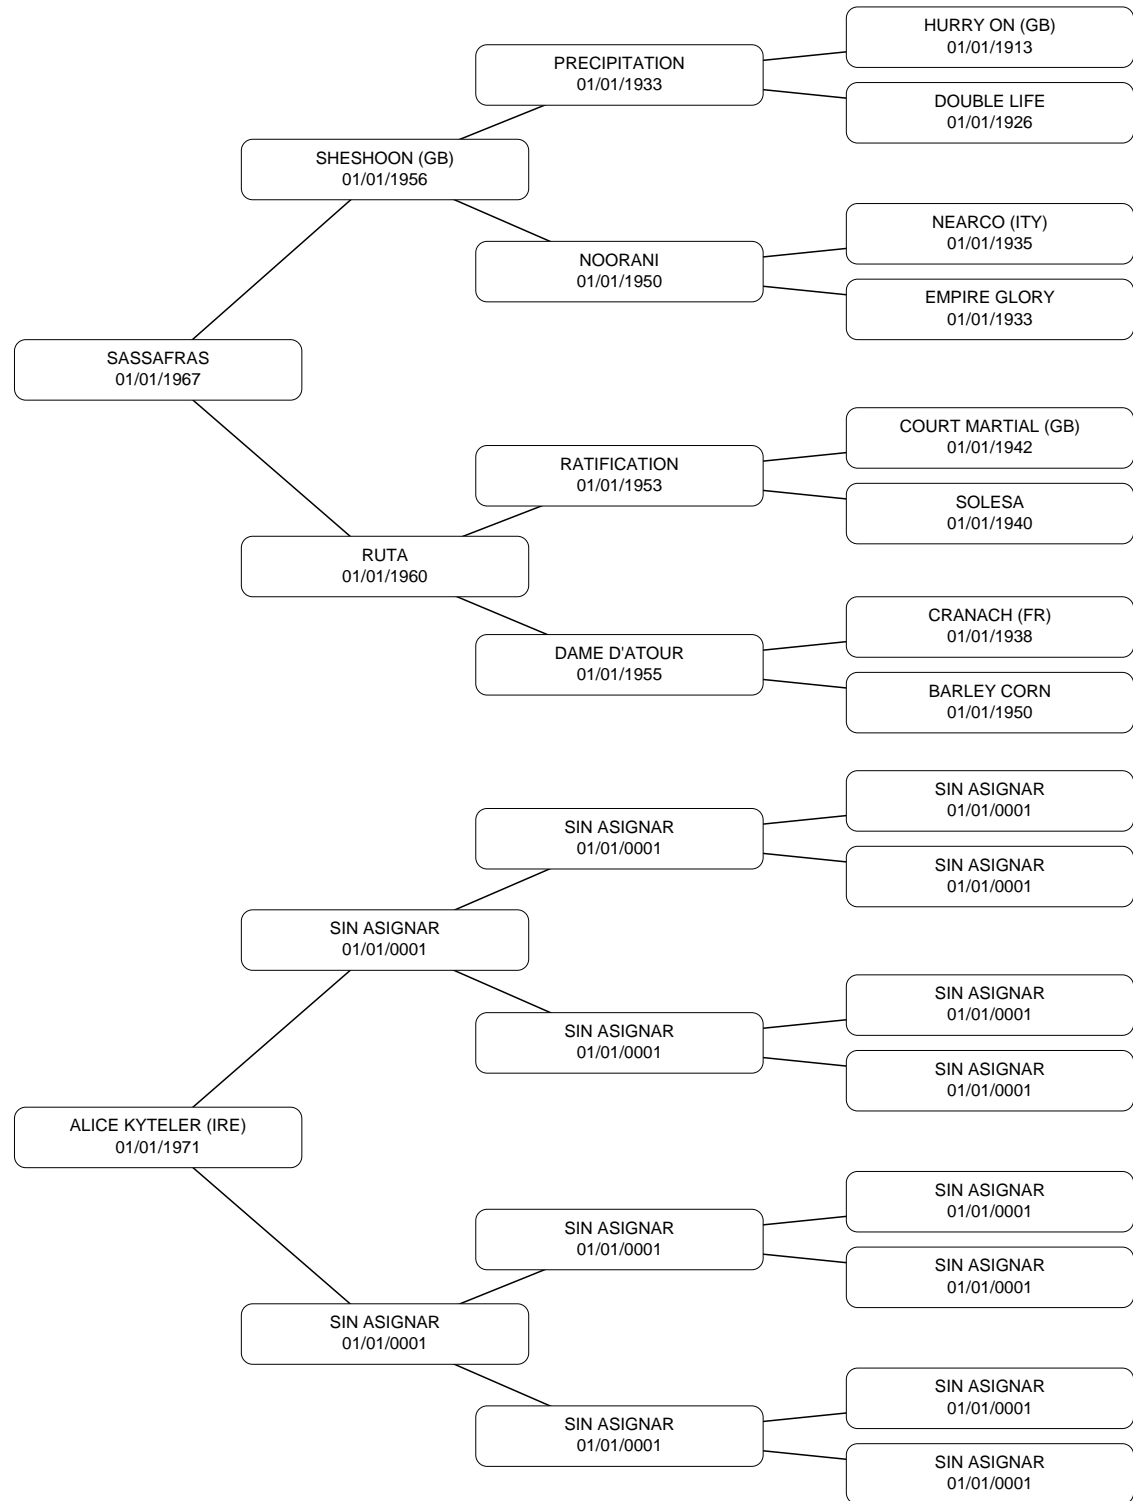 HURRY ON (GB)
01/01/1913
PRECIPITATION
01/01/1933
DOUBLE LIFE
01/01/1926
SHESHOON (GB)
01/01/1956
NEARCO (ITY)
01/01/1935
NOORANI
01/01/1950
EMPIRE GLORY
01/01/1933
SASSAFRAS
01/01/1967
COURT MARTIAL (GB)
01/01/1942
RATIFICATION
01/01/1953
SOLESA
01/01/1940
RUTA
01/01/1960
CRANACH (FR)
01/01/1938
DAME D'ATOUR
01/01/1955
BARLEY CORN
01/01/1950
SIN ASIGNAR
01/01/0001
SIN ASIGNAR
01/01/0001
SIN ASIGNAR
01/01/0001
SIN ASIGNAR
01/01/0001
SIN ASIGNAR
01/01/0001
SIN ASIGNAR
01/01/0001
SIN ASIGNAR
01/01/0001
ALICE KYTELER (IRE)
01/01/1971
SIN ASIGNAR
01/01/0001
SIN ASIGNAR
01/01/0001
SIN ASIGNAR
01/01/0001
SIN ASIGNAR
01/01/0001
SIN ASIGNAR
01/01/0001
SIN ASIGNAR
01/01/0001
SIN ASIGNAR
01/01/0001